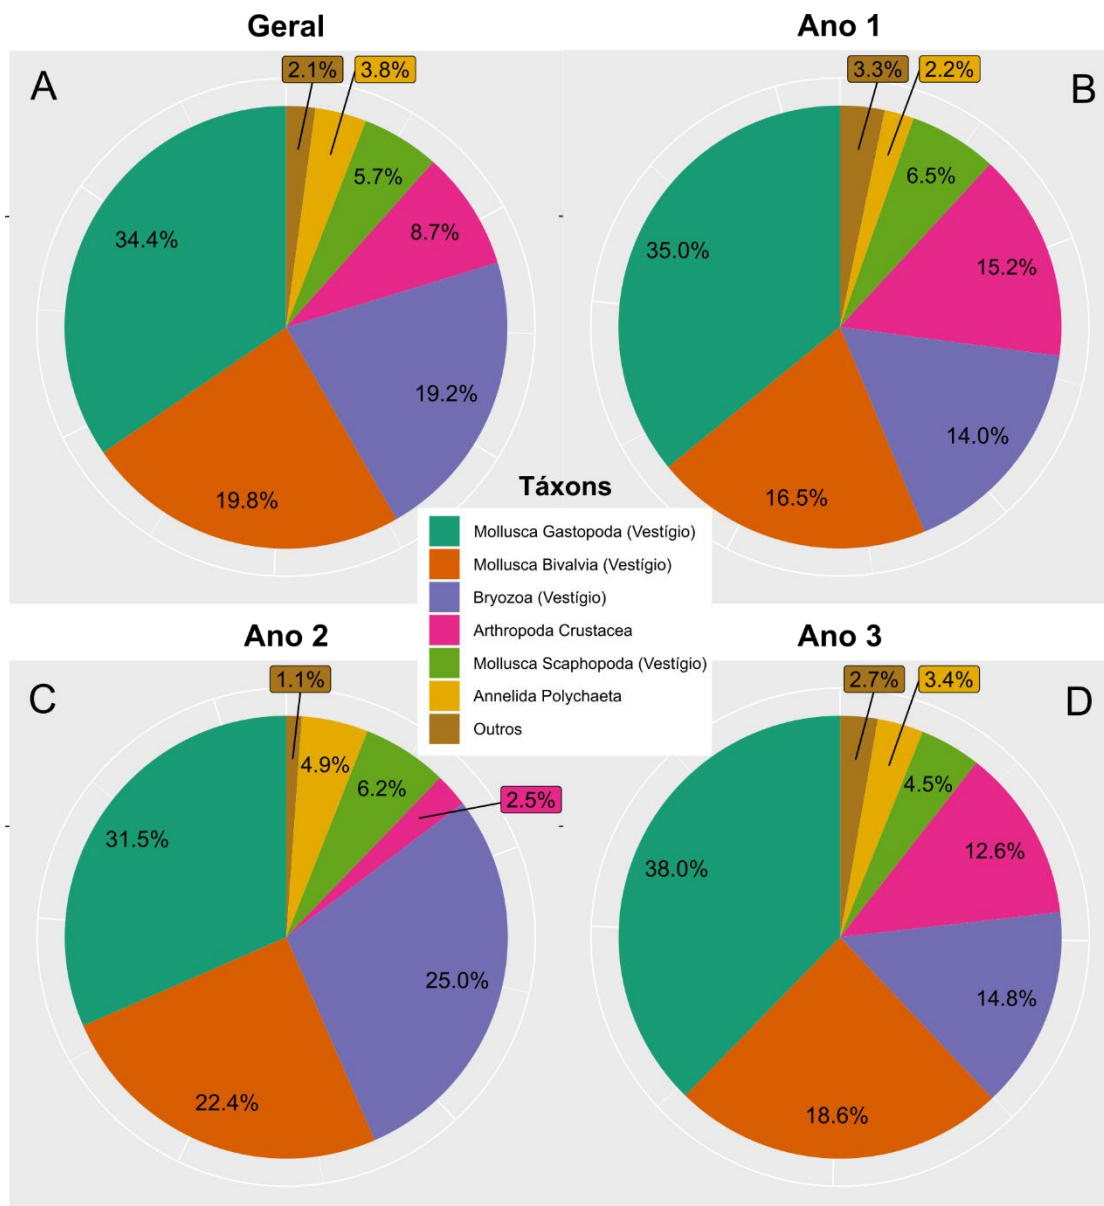 Geral
A
2.1%
3.8%
5.7%
8.7%
19.2%
19.8%
34.4%
Ano 1
B
3.3%
2.2%
6.5%
15.2%
14.0%
16.5%
35.0%
Táxons
Mollusca Gastopoda (Vestígio)
Mollusca Bivalvia (Vestígio)
Bryozoa (Vestígio)
Arthropoda Crustacea
Mollusca Scaphopoda (Vestígio)
Annelida Polychaeta
Outros
Ano 2
C
1.1%
4.9%
6.2%
2.5%
25.0%
22.4%
31.5%
Ano 3
D
2.7%
3.4%
4.5%
12.6%
14.8%
18.6%
38.0%